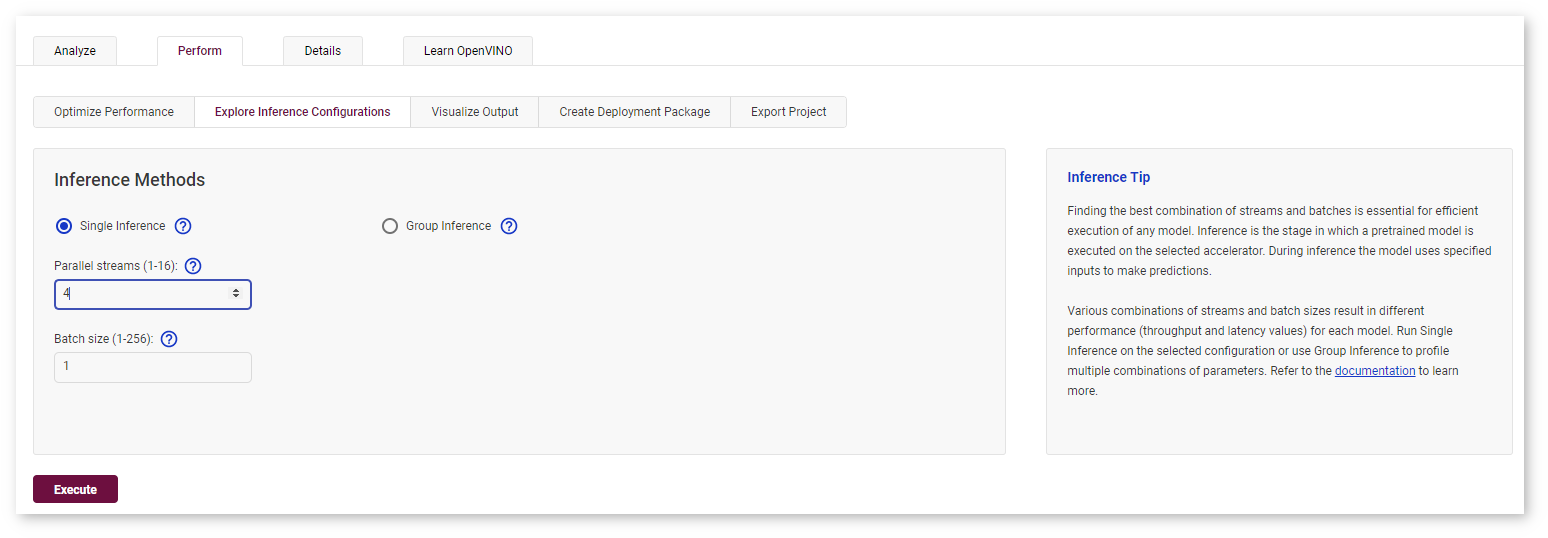 Analyze
Perform
Details
Learn OpenVINO
Optimize Performance
Explore Inference Configurations
Visualize Output
Create Deployment Package
Export Project
Inference Methods
Single Inference ?
Group Inference ?
Parallel streams (1-16): ?
4
Batch size (1-256): ?
1
Execute
Inference Tip
Finding the best combination of streams and batches is essential for efficient
execution of any model. Inference is the stage in which a pretrained model is
executed on the selected accelerator. During inference the model uses specified
inputs to make predictions.
Various combinations of streams and batch sizes result in different
performance (throughput and latency values) for each model. Run Single
Inference on the selected configuration or use Group Inference to profile
multiple combinations of parameters. Refer to the documentation to learn
more.